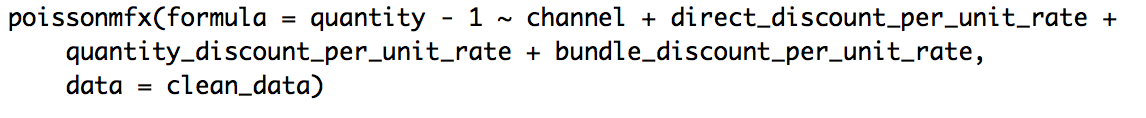 poissonmfx(formula = quantity - 1 ~ channel + direct_discount_per_unit_rate +
    quantity_discount_per_unit_rate + bundle_discount_per_unit_rate,
    data = clean_data)